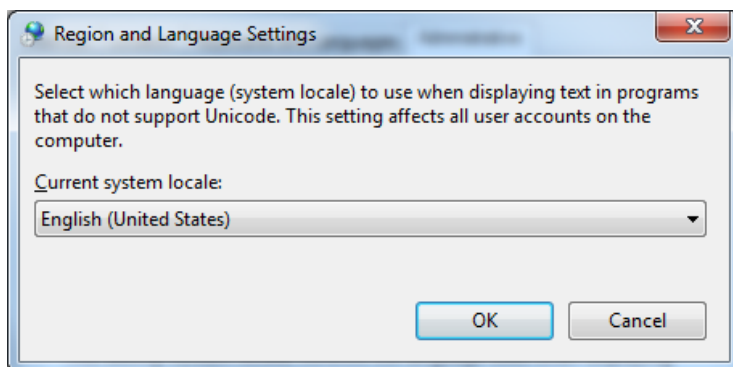 Region and Language Settings
Select which language (system locale) to use when displaying text in programs
that do not support Unicode. This setting affects all user accounts on the
computer.
Current system locale:
English (United States)
OK
Cancel